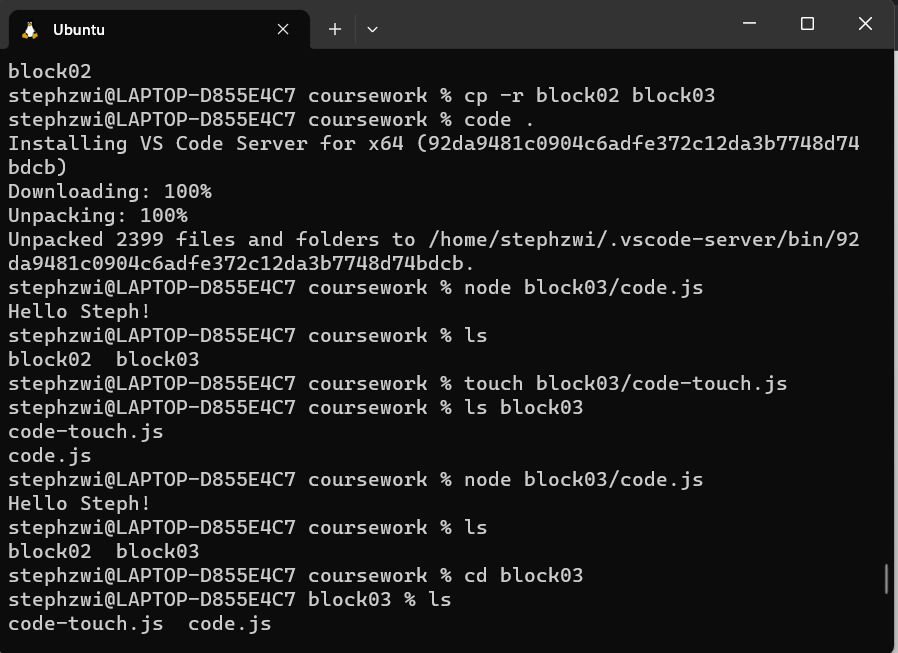 Ubuntu
block02
stephzwi@LAPTOP-D855E4C7 coursework % cp -r block02 block03
stephzwi@LAPTOP-D855E4C7 coursework % code .
Installing VS Code Server for x64 (92da9481c0904c6adfe372c12da3b7748d74
bdcb)
Downloading: 100%
Unpacking: 100%
Unpacked 2399 files and folders to /home/stephzwi/.vscode-server/bin/92
da9481c0904c6adfe372c12da3b7748d74bdcb.
stephzwi@LAPTOP-D855E4C7 coursework % node block03/code.js
Hello Steph!
stephzwi@LAPTOP-D855E4C7 coursework % ls
block02  block03
stephzwi@LAPTOP-D855E4C7 coursework % touch block03/code-touch.js
stephzwi@LAPTOP-D855E4C7 coursework % ls block03
code-touch.js
code.js
stephzwi@LAPTOP-D855E4C7 coursework % node block03/code.js
Hello Steph!
stephzwi@LAPTOP-D855E4C7 coursework % ls
block02  block03
stephzwi@LAPTOP-D855E4C7 coursework % cd block03
stephzwi@LAPTOP-D855E4C7 block03 % ls
code-touch.js  code.js